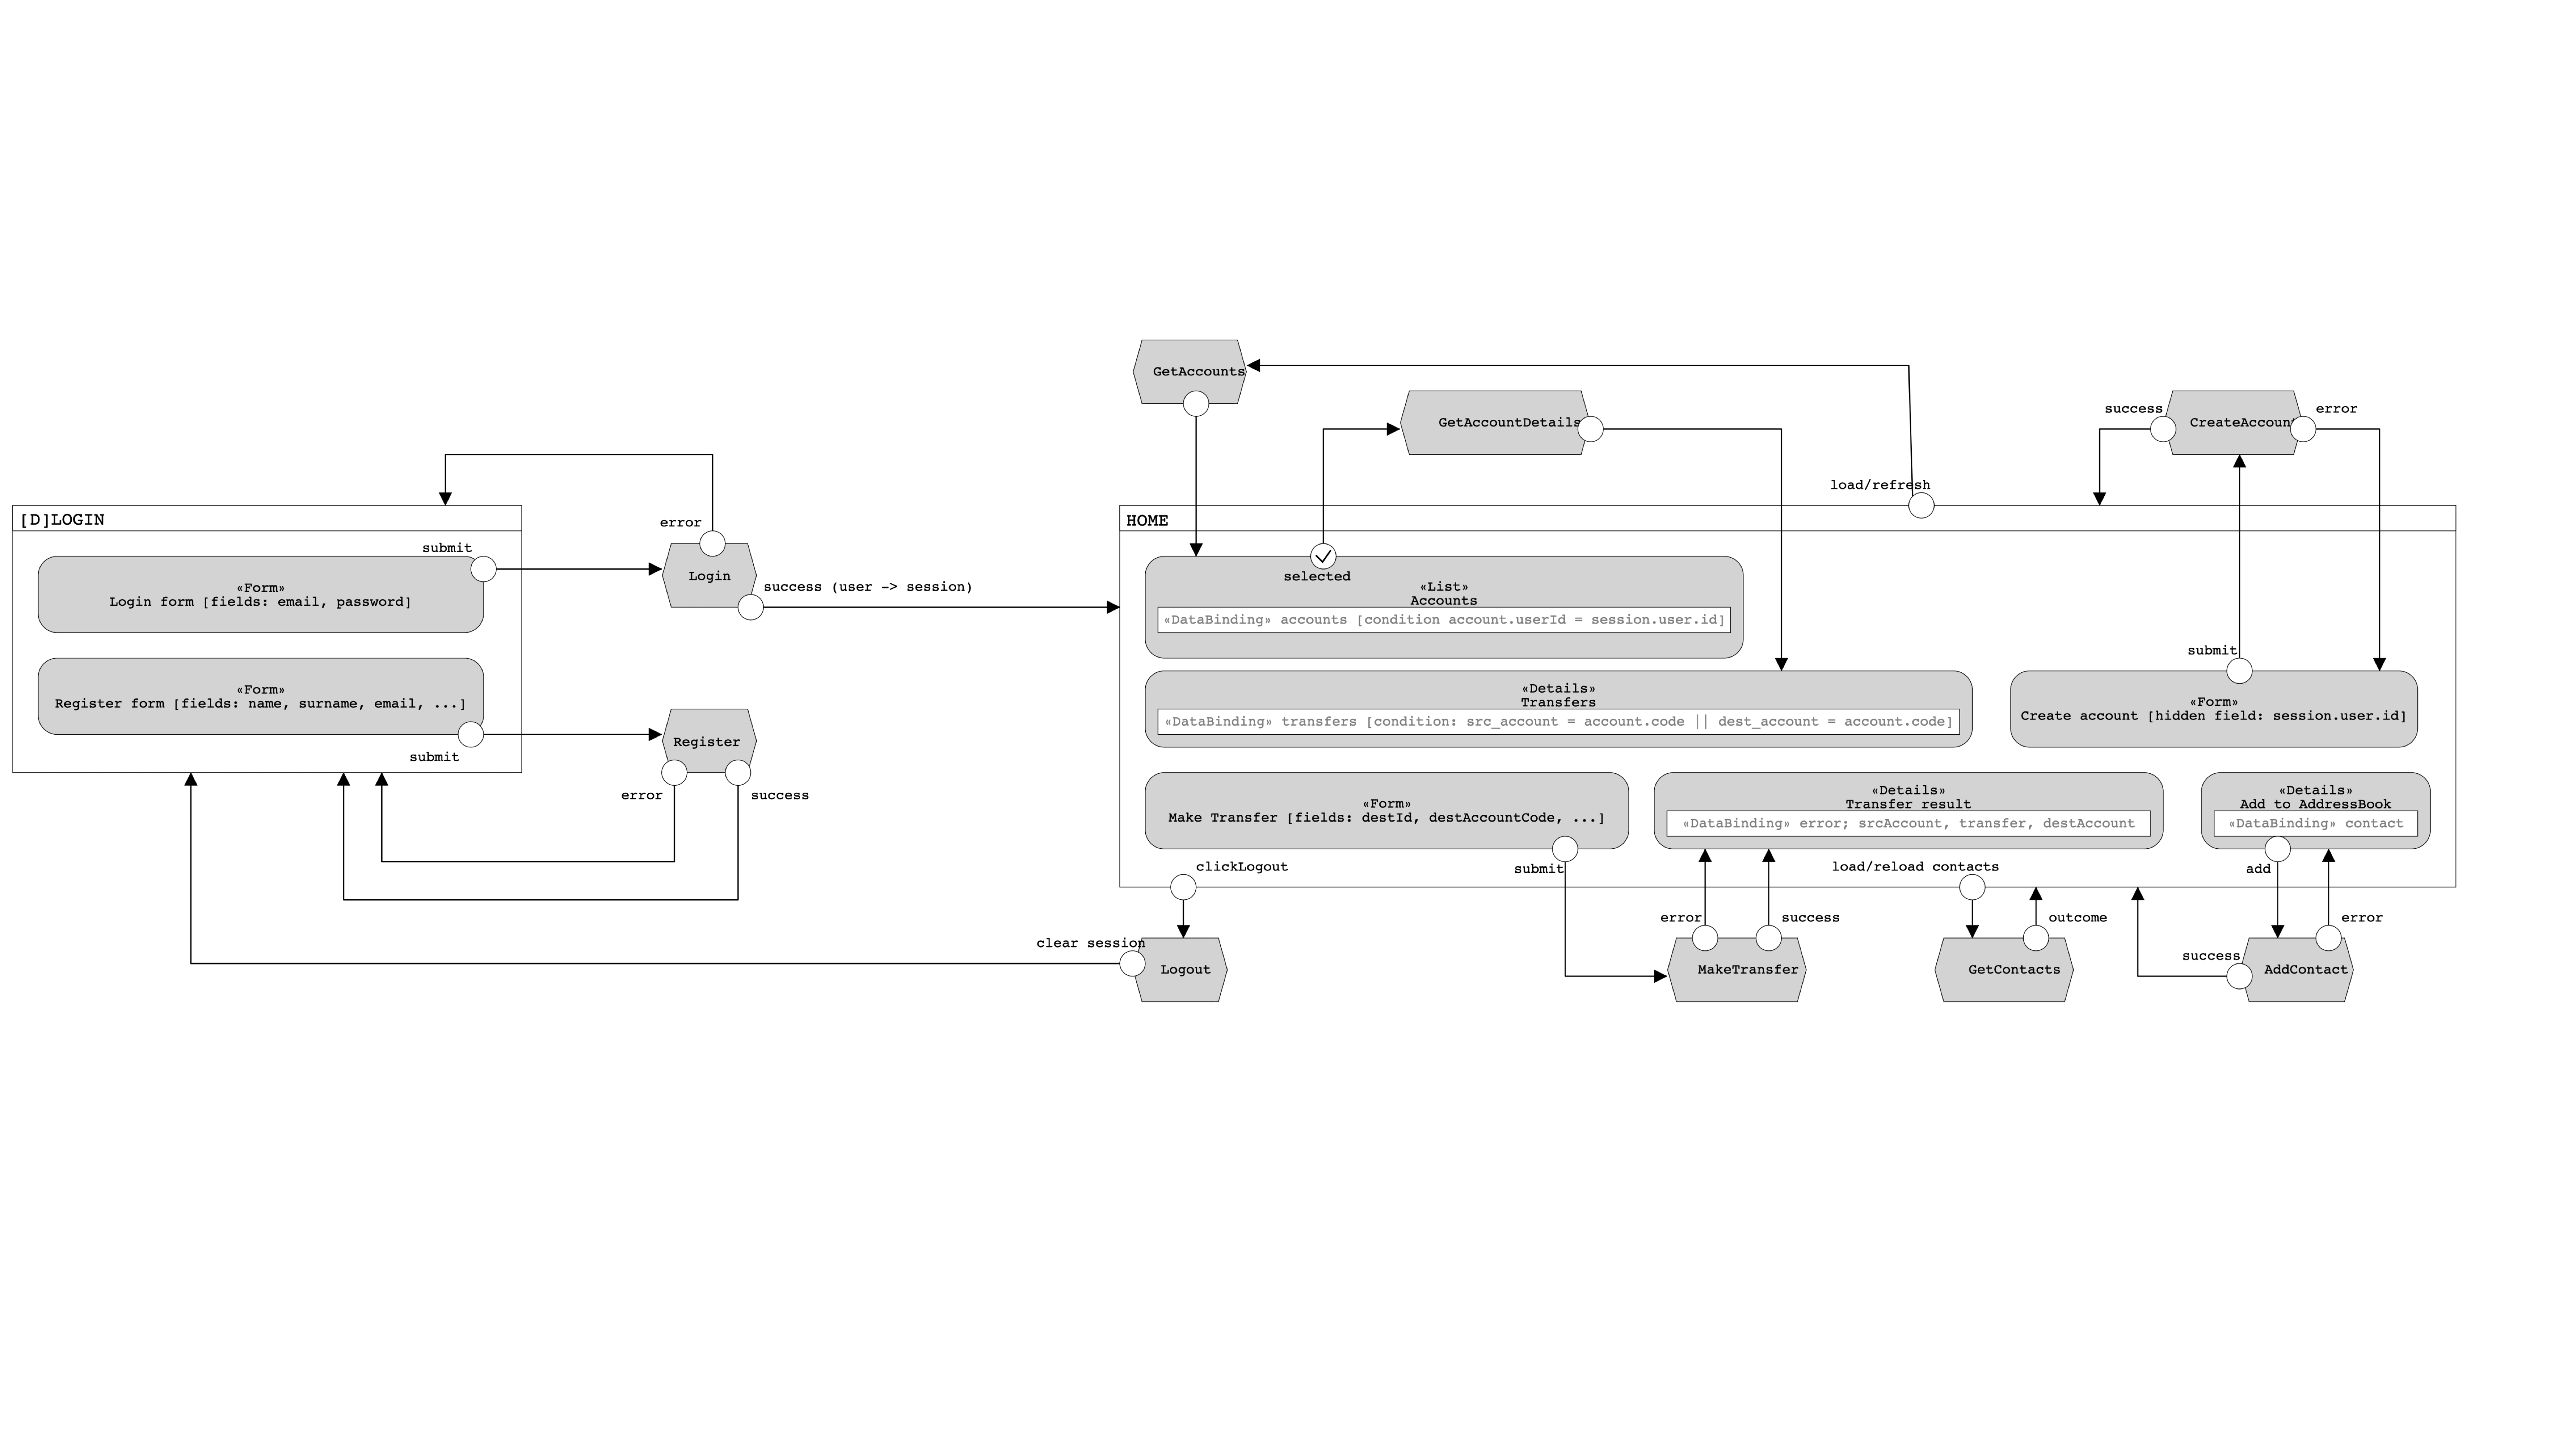 GetAccounts
GetAccountDetails
success
CreateAccount
error
load/refresh
[D]LOGIN
submit
«Form»
Login form [fields: email, password]
«Form»
Register form [fields: name, surname, email, ...]
submit
error
Login
success (user -> session)
Register
error
success
HOME
selected
«List»
Accounts
«DataBinding» accounts [condition account.userId = session.user.id]
«Details»
Transfers
«DataBinding» transfers [condition: src_account = account.code || dest_account = account.code]
submit
«Form»
Create account [hidden field: session.user.id]
«Form»
Make Transfer [fields: destId, destAccountCode, ...]
«Details»
Transfer result
«DataBinding» error; srcAccount, transfer, destAccount
«Details»
Add to AddressBook
«DataBinding» contact
clickLogout
submit
load/reload contacts
add
error
success
outcome
error
clear session
Logout
MakeTransfer
GetContacts
success
AddContact